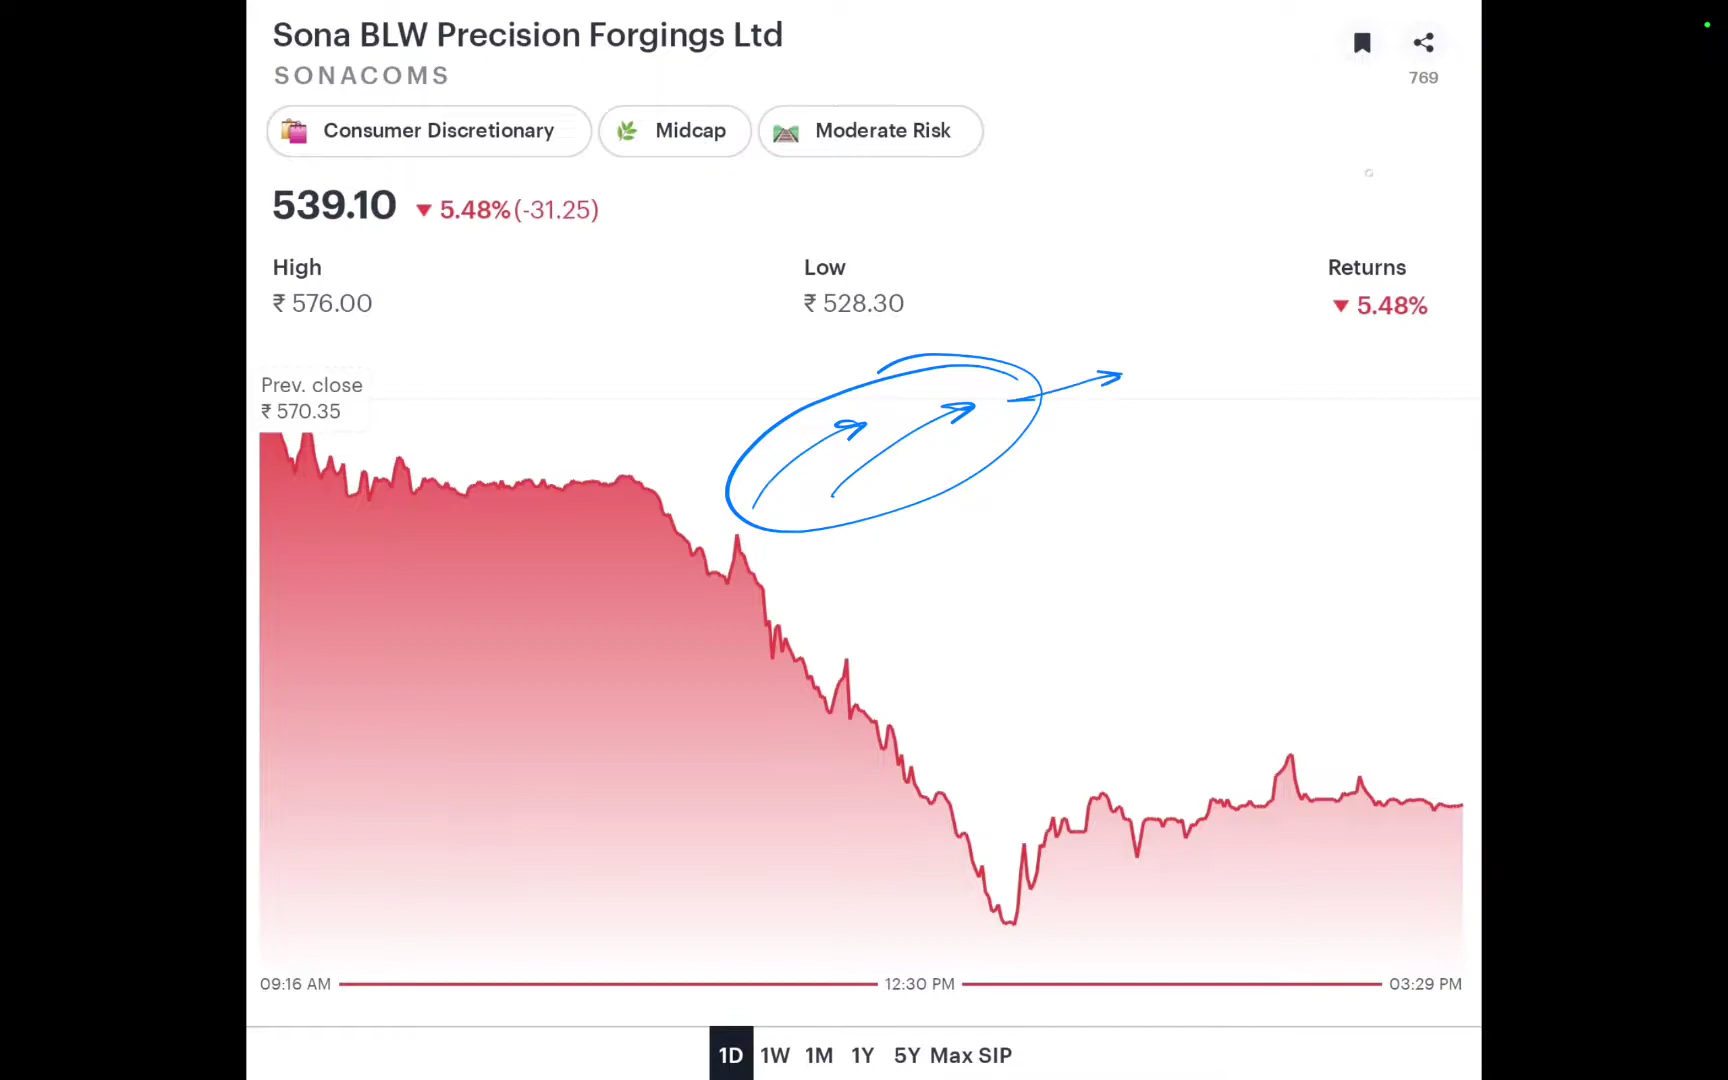 Sona BLW Precision Forgings Ltd
SONACOMS
769
Consumer Discretionary Midcap Moderate Risk
539.10 ▼ 5.48% (-31.25)
High Low Returns
₹ 576.00 ₹ 528.30 ▼ 5.48%
Prev. close
₹ 570.35
09:16 AM 12:30 PM 03:29 PM
1D 1W 1M 1Y 5Y Max SIP